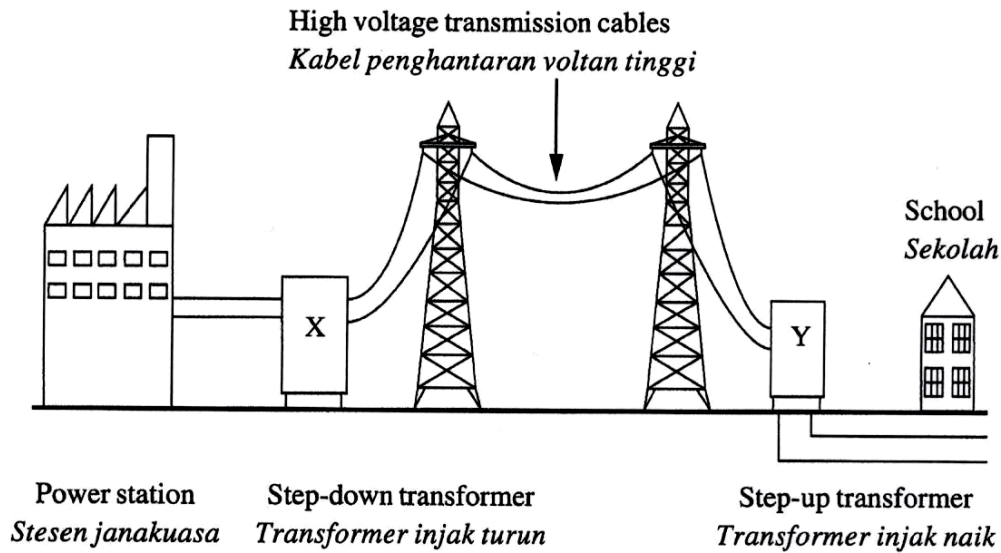 High voltage transmission cables
Kabel penghantaran voltan tinggi
School
Sekolah
X
Y
Power station
Stesen janakuasa
Step-down transformer
Transformer injak turun
Step-up transformer
Transformer injak naik